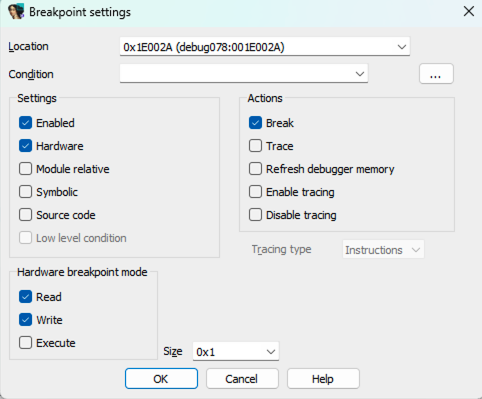 Breakpoint settings
Location 0x1E002A (debug078:001E002A)
Condition ...
Settings
Enabled
Hardware
Module relative
Symbolic
Source code
Low level condition
Actions
Break
Trace
Refresh debugger memory
Enable tracing
Disable tracing
Tracing type Instructions
Hardware breakpoint mode
Read
Write
Execute
Size 0x1
OK Cancel Help